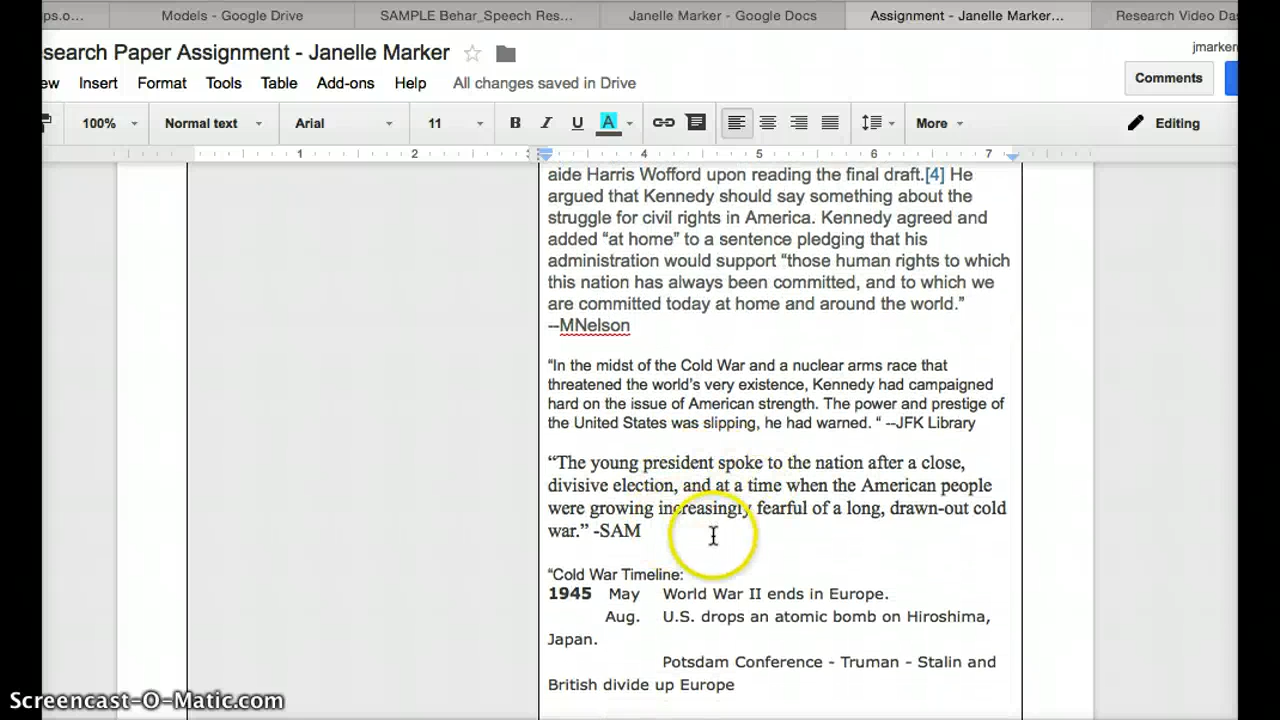 ps.o... Models - Google Drive SAMPLE Behar_Speech Res... Janelle Marker - Google Docs Assignment - Janelle Marker... Research Video Da
search Paper Assignment - Janelle Marker
jmarker
ew Insert Format Tools Table Add-ons Help All changes saved in Drive
Comments
100% Normal text Arial 11 B I U A More Editing
1 2 3 4 5 6 7
aide Harris Wofford upon reading the final draft.[4] He
argued that Kennedy should say something about the
struggle for civil rights in America. Kennedy agreed and
added “at home” to a sentence pledging that his
administration would support “those human rights to which
this nation has always been committed, and to which we
are committed today at home and around the world.”
--MNelson
“In the midst of the Cold War and a nuclear arms race that
threatened the world’s very existence, Kennedy had campaigned
hard on the issue of American strength. The power and prestige of
the United States was slipping, he had warned. “ --JFK Library
“The young president spoke to the nation after a close,
divisive election, and at a time when the American people
were growing increasingly fearful of a long, drawn-out cold
war.” -SAM
“Cold War Timeline:
1945 May World War II ends in Europe.
Aug. U.S. drops an atomic bomb on Hiroshima,
Japan.
Potsdam Conference - Truman - Stalin and
British divide up Europe
Screencast-O-Matic.com